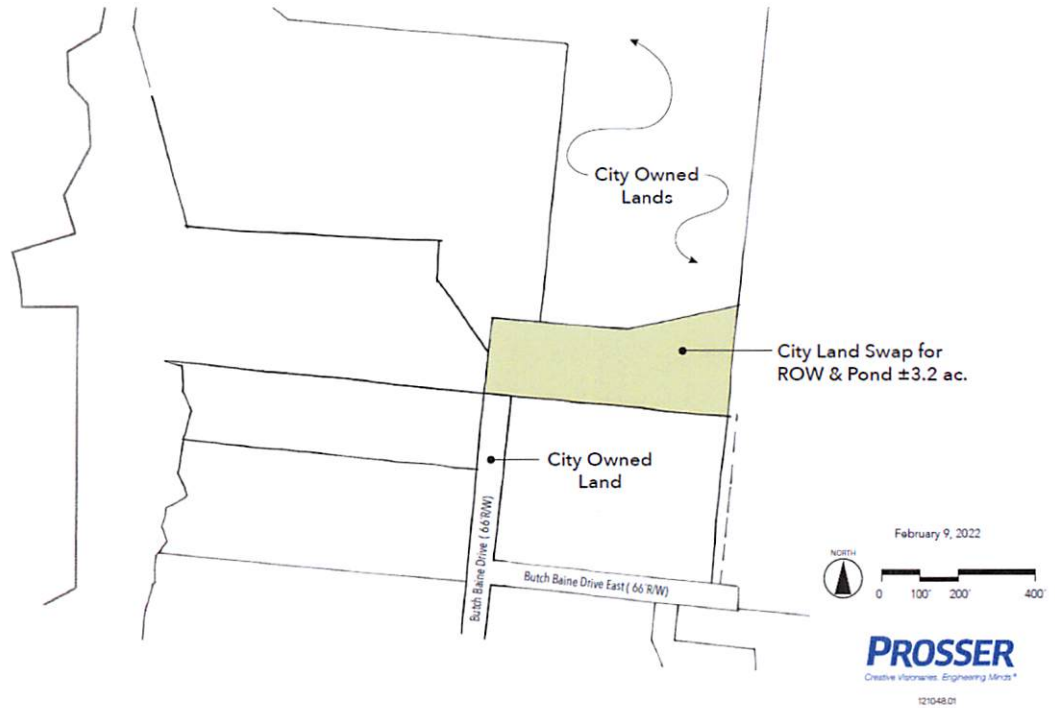 City Owned
Lands
City Land Swap for
ROW & Pond ±3.2 ac.
City Owned
Land
Butch Baine Drive ( 66'R/W)
Butch Baine Drive East ( 66'R/W)
February 9, 2022
NORTH
0 100' 200' 400'
PROSSER
Creative Visionaries. Engineering Minds®
121048.01